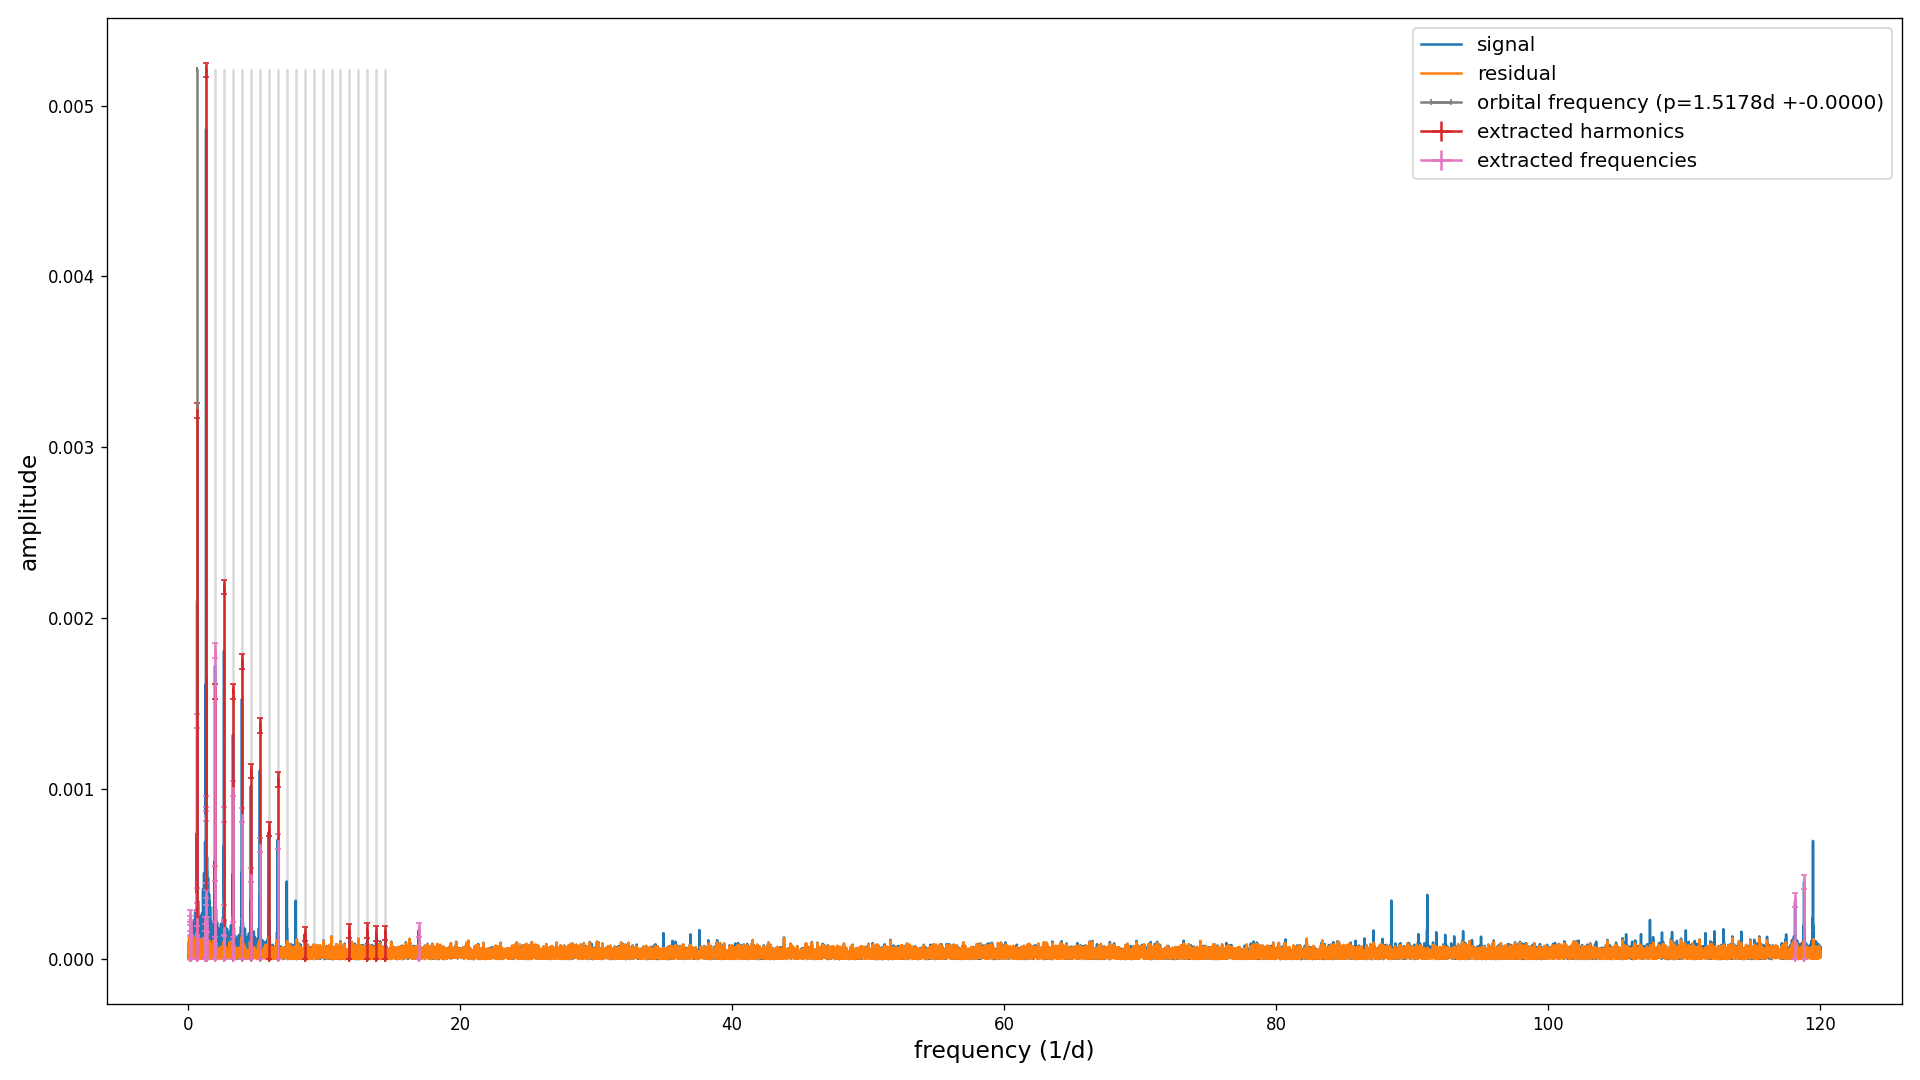 signal
residual
orbital frequency (p=1.5178d +-0.0000)
extracted harmonics
extracted frequencies
0.005
0.004
0.003
0.002
0.001
0.000
amplitude
0
20
40
60
80
100
120
frequency (1/d)